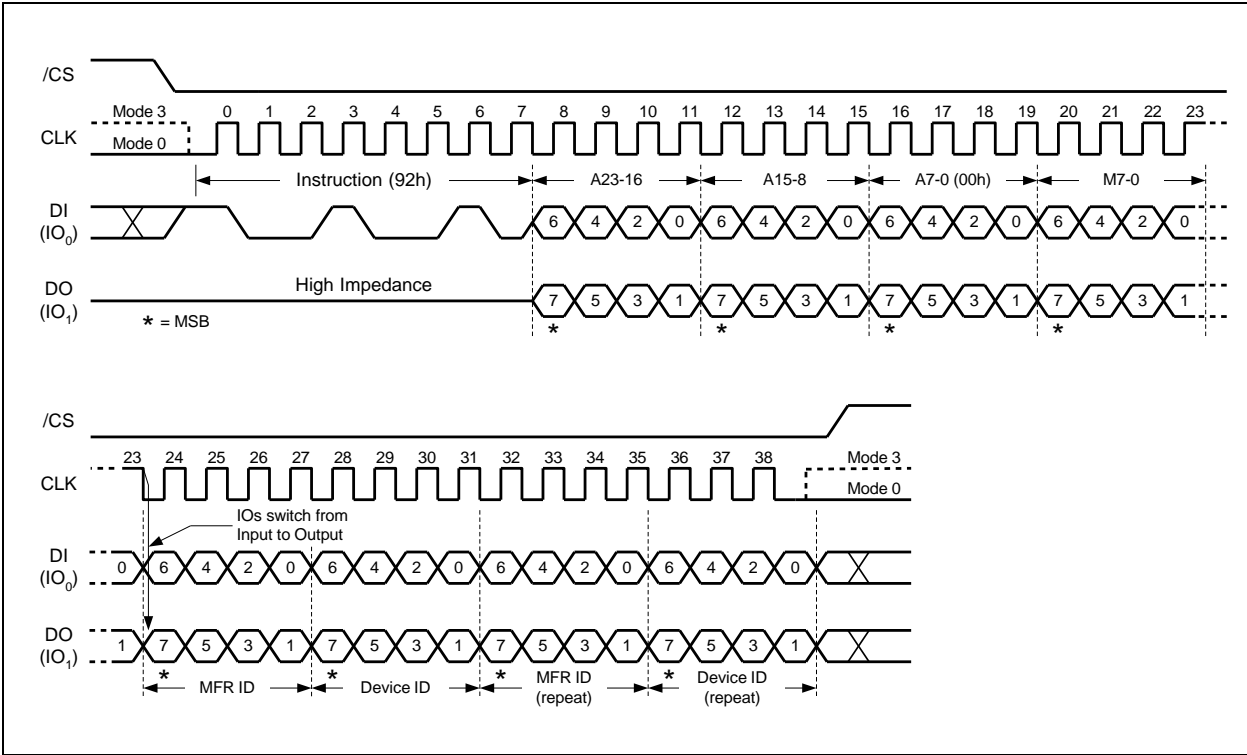 /CS
Mode 3 0 1 2 3 4 5 6 7 8 9 10 11 12 13 14 15 16 17 18 19 20 21 22 23
CLK Mode 0
Instruction (92h) A23-16 A15-8 A7-0 (00h) M7-0
DI
(IO0) 6 4 2 0 6 4 2 0 6 4 2 0 6 4 2 0
High Impedance
DO
(IO1) 7 5 3 1 7 5 3 1 7 5 3 1 7 5 3 1
* = MSB * * * *
/CS
23 24 25 26 27 28 29 30 31 32 33 34 35 36 37 38 Mode 3
CLK Mode 0
IOs switch from
Input to Output
DI
(IO0) 0 6 4 2 0 6 4 2 0 6 4 2 0 6 4 2 0
DO
(IO1) 1 7 5 3 1 7 5 3 1 7 5 3 1 7 5 3 1
* * * *
MFR ID Device ID MFR ID Device ID
(repeat) (repeat)